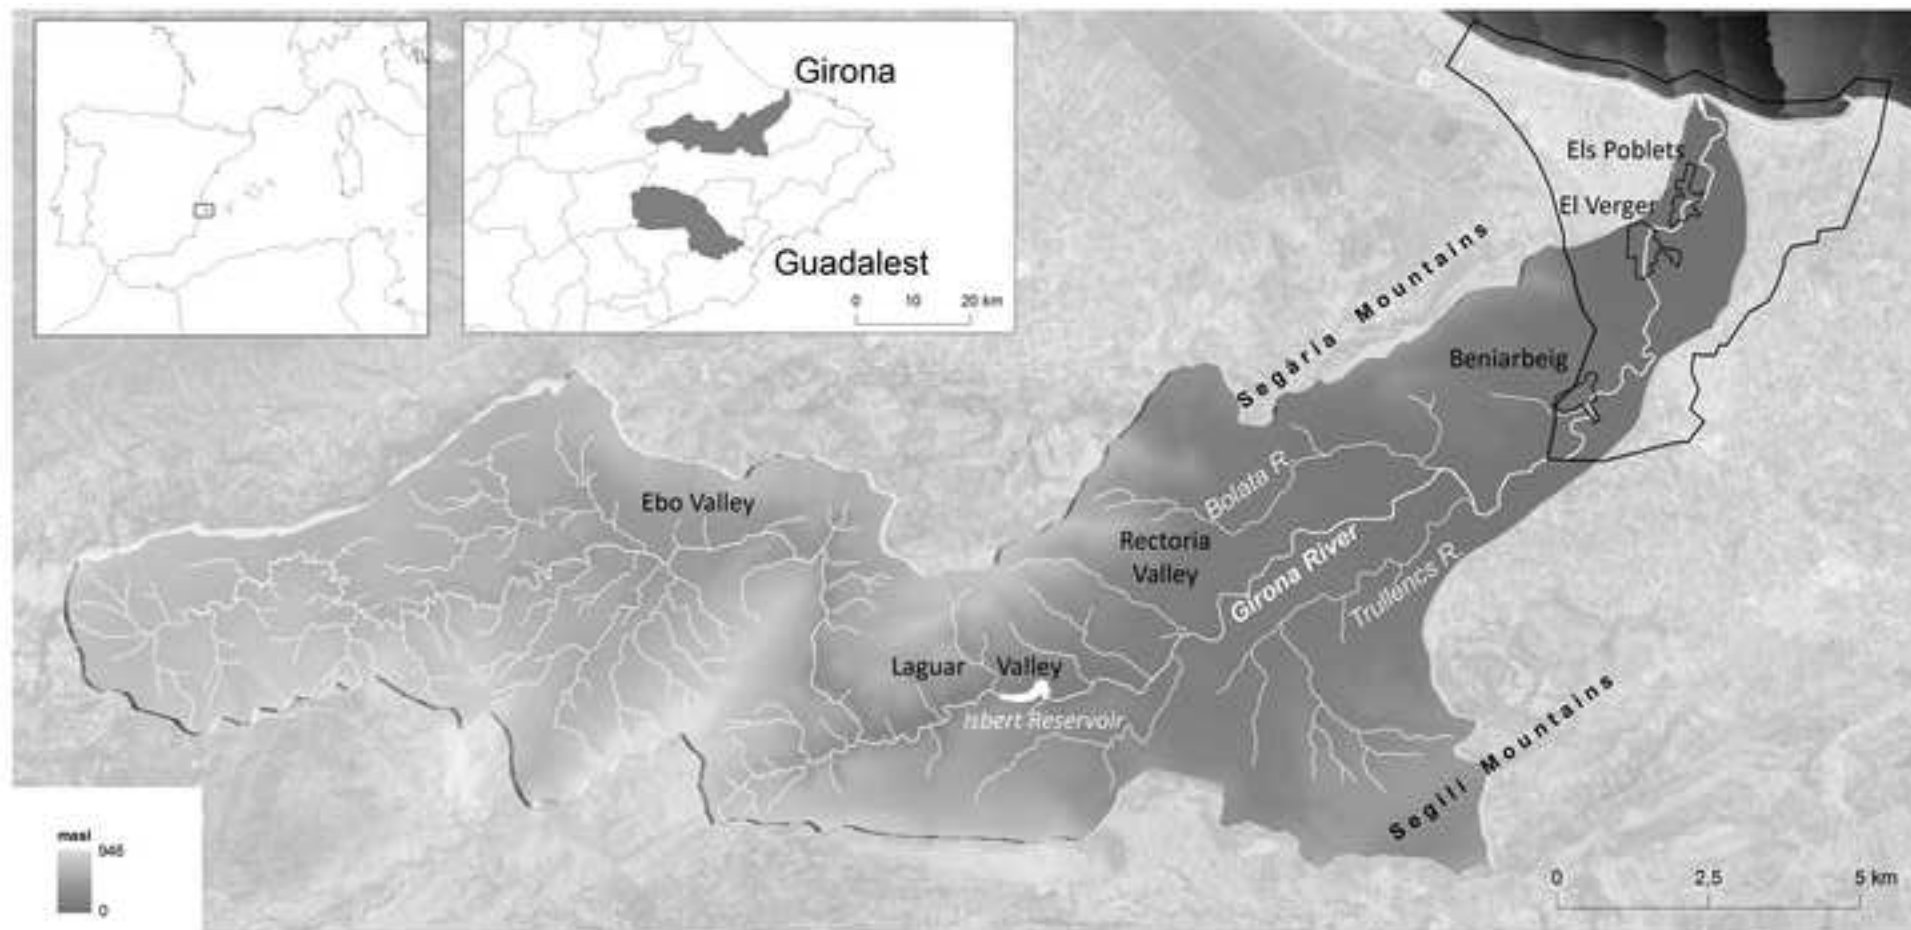 Girona
Guadalest
0 10 20 km
Els Poblets
El Verger
Segària Mountains
Beniarbeig
Ebo Valley
Bolata R
Rectoria
Valley
Girona River
Trullencs R
Laguar Valley
Isbert Reservoir
Segili Mountains
masl
946
0
0 2,5 5 km